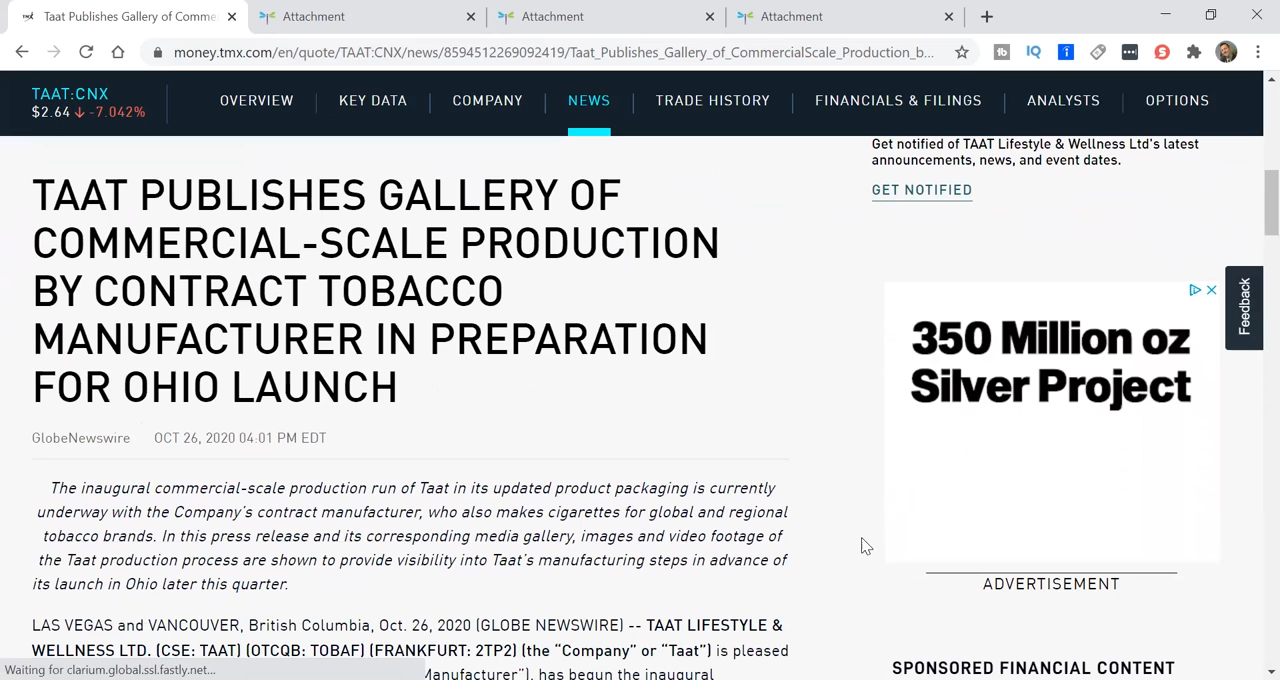 Taat Publishes Gallery of Comme
Attachment
Attachment
Attachment
money.tmx.com/en/quote/TAAT:CNX/news/8594512269092419/Taat_Publishes_Gallery_of_CommercialScale_Production_b...
TAAT:CNX
$2.64 -7.042%
OVERVIEW
KEY DATA
COMPANY
NEWS
TRADE HISTORY
FINANCIALS & FILINGS
ANALYSTS
OPTIONS
Get notified of TAAT Lifestyle & Wellness Ltd's latest
announcements, news, and event dates.
GET NOTIFIED
TAAT PUBLISHES GALLERY OF
COMMERCIAL-SCALE PRODUCTION
BY CONTRACT TOBACCO
MANUFACTURER IN PREPARATION
FOR OHIO LAUNCH
GlobeNewswire OCT 26, 2020 04:01 PM EDT
The inaugural commercial-scale production run of Taat in its updated product packaging is currently
underway with the Company's contract manufacturer, who also makes cigarettes for global and regional
tobacco brands. In this press release and its corresponding media gallery, images and video footage of
the Taat production process are shown to provide visibility into Taat's manufacturing steps in advance of
its launch in Ohio later this quarter.
LAS VEGAS and VANCOUVER, British Columbia, Oct. 26, 2020 (GLOBE NEWSWIRE) -- TAAT LIFESTYLE &
WELLNESS LTD. (CSE: TAAT) (OTCQB: TOBAF) (FRANKFURT: 2TP2) (the “Company” or “Taat”) is pleased
Manufacturer”), has begun the inaugural
Waiting for clarium.global.ssl.fastly.net...
350 Million oz
Silver Project
ADVERTISEMENT
SPONSORED FINANCIAL CONTENT
Feedback